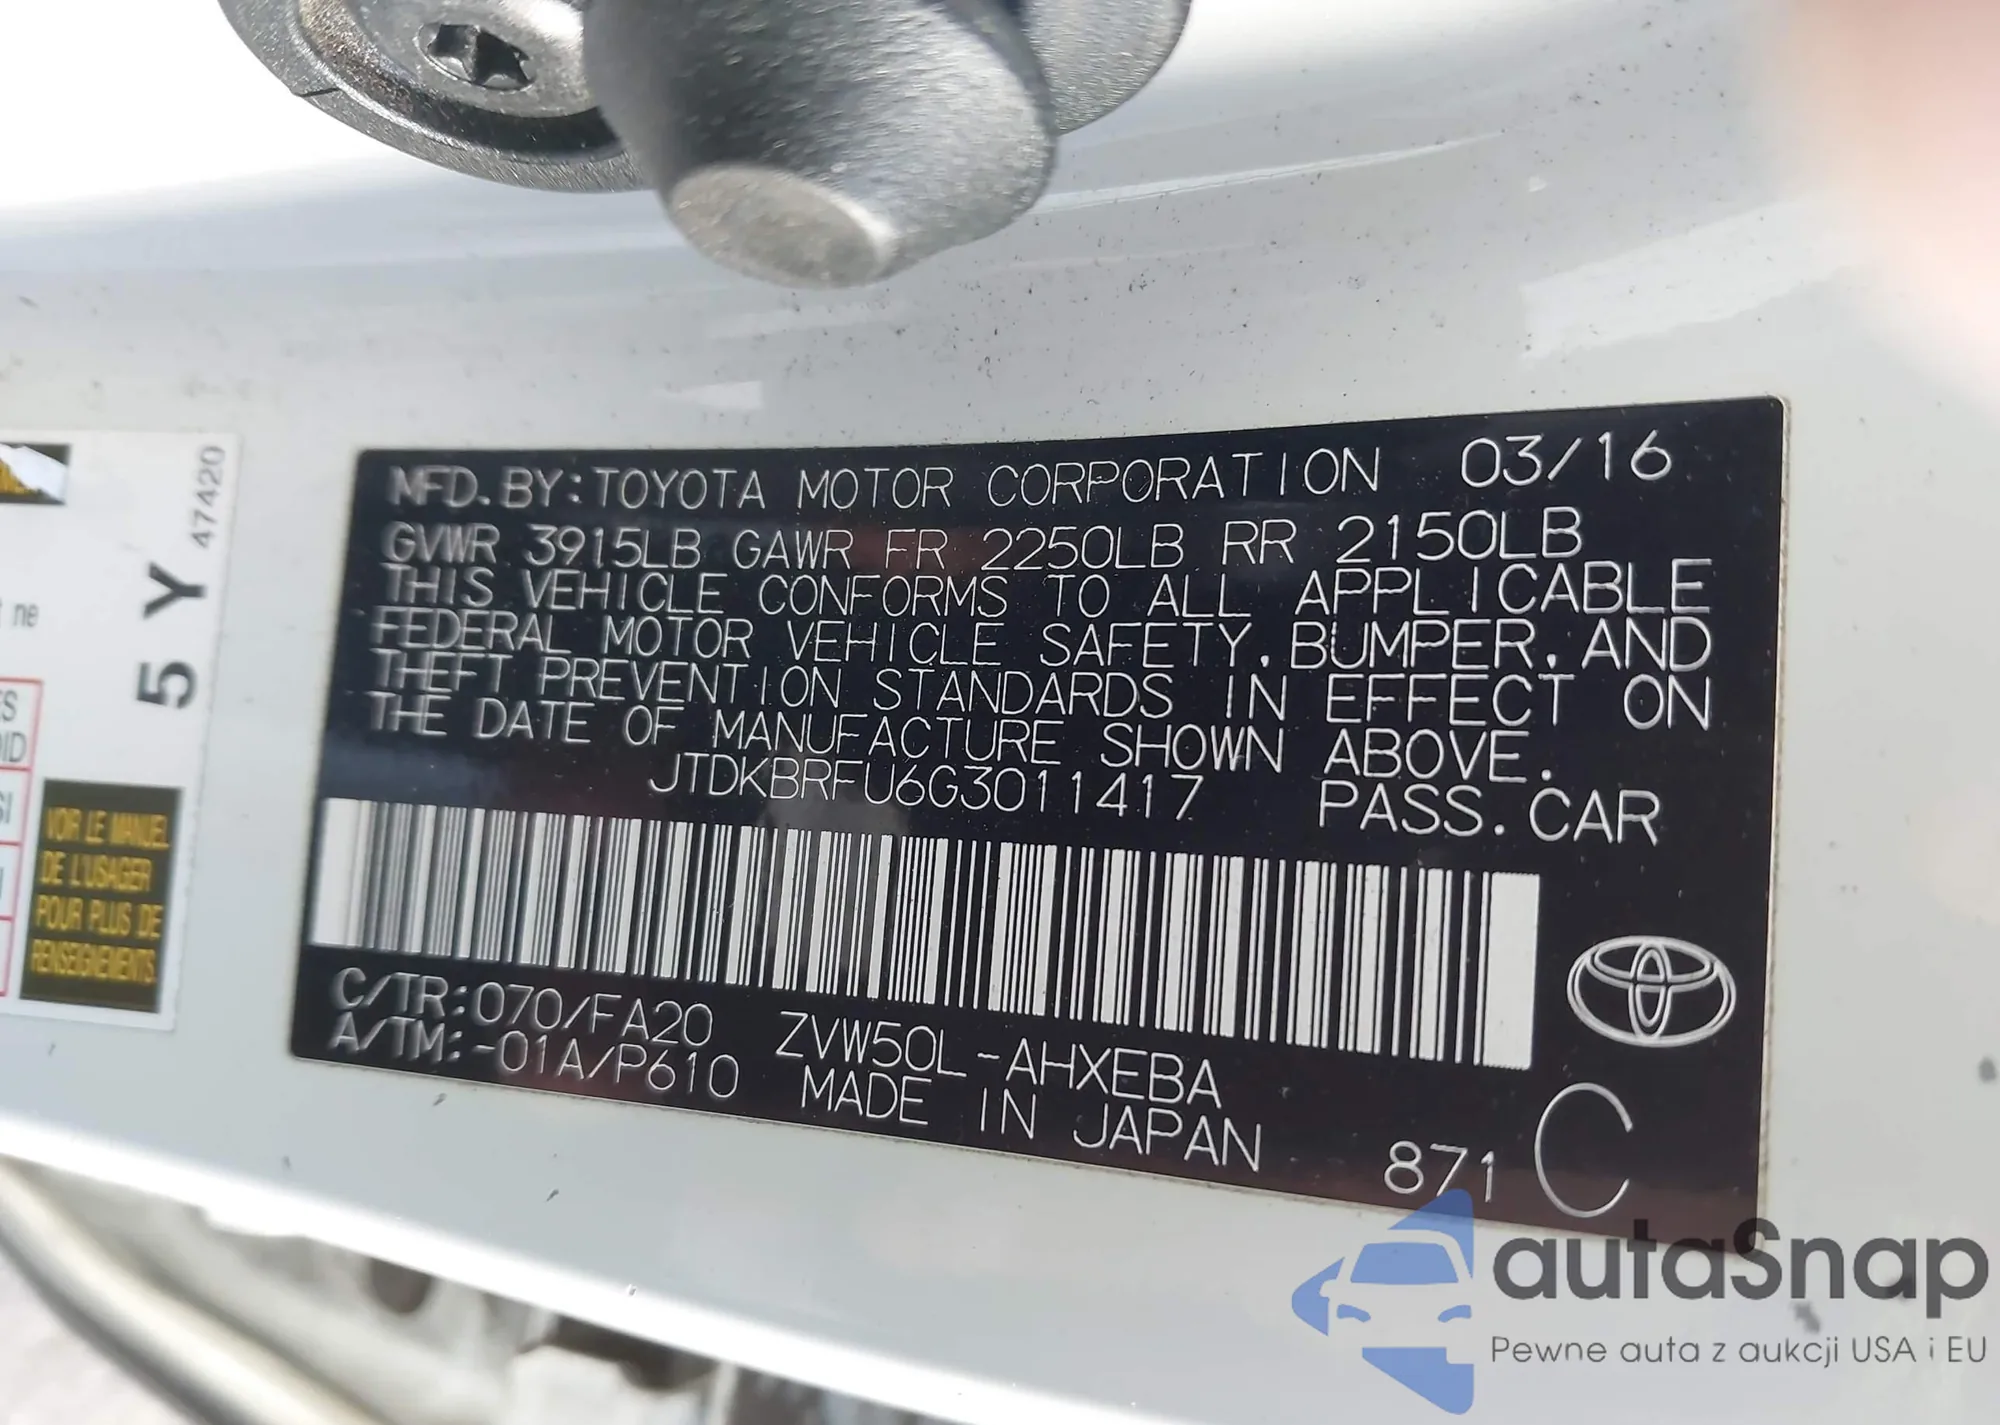 MFD. BY: TOYOTA MOTOR CORPORATION 03/16
GVWR 3915LB GAWR FR 2250LB RR 2150LB
THIS VEHICLE CONFORMS TO ALL APPLICABLE
FEDERAL MOTOR VEHICLE SAFETY, BUMPER, AND
THEFT PREVENTION STANDARDS IN EFFECT ON
THE DATE OF MANUFACTURE SHOWN ABOVE.
JTDKBRFU6G3011417 PASS. CAR
C/TR: 070/FA20 ZVW50L-AHXEBA
A/TM: -01A/P610 MADE IN JAPAN
871 C
47420
5Y
ne
VOIR LE MANUEL
DE L'USAGER
POUR PLUS DE
RENSEIGNEMENTS.
autaSnap
Pewne auta z aukcji USA i EU